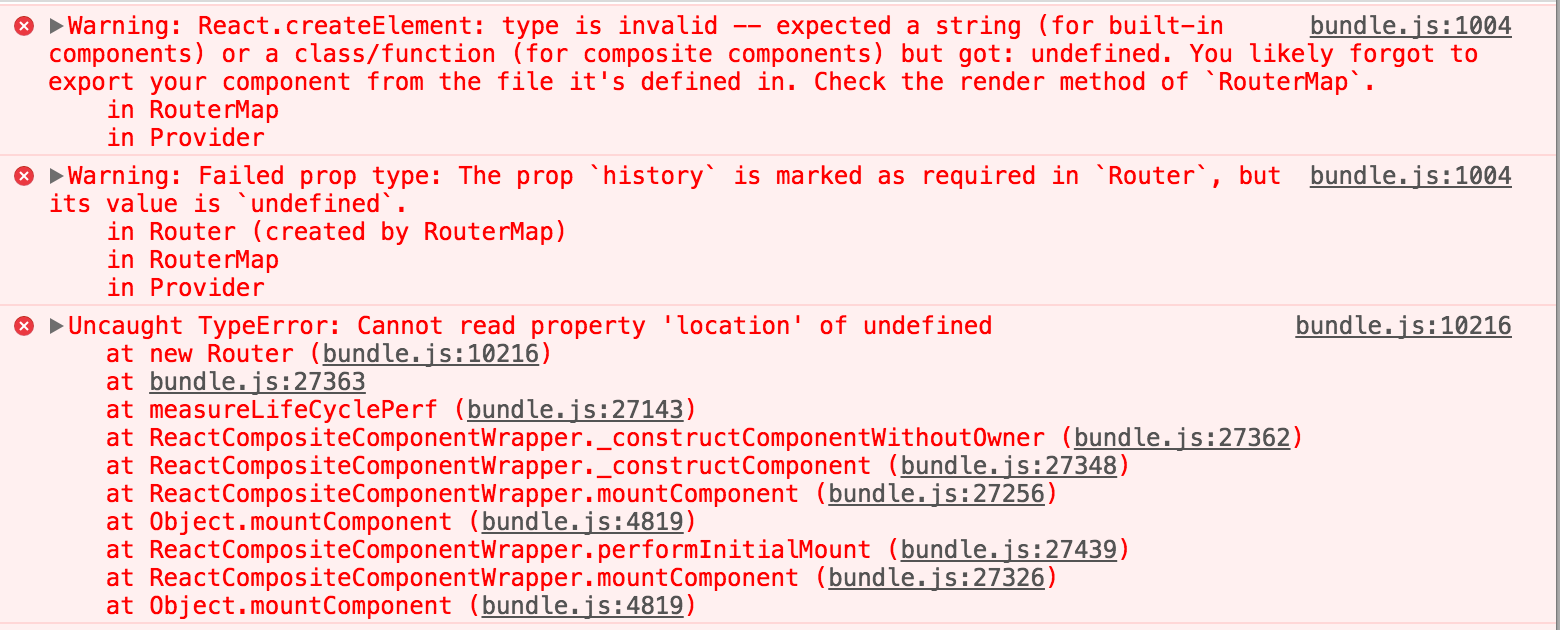 Warning: React.createElement: type is invalid -- expected a string (for built-in bundle.js:1004
components) or a class/function (for composite components) but got: undefined. You likely forgot to
export your component from the file it's defined in. Check the render method of `RouterMap`.
in RouterMap
in Provider
Warning: Failed prop type: The prop `history` is marked as required in `Router`, but bundle.js:1004
its value is `undefined`.
in Router (created by RouterMap)
in RouterMap
in Provider
Uncaught TypeError: Cannot read property 'location' of undefined bundle.js:10216
at new Router (bundle.js:10216)
at bundle.js:27363
at measureLifeCyclePerf (bundle.js:27143)
at ReactCompositeComponentWrapper._constructComponentWithoutOwner (bundle.js:27362)
at ReactCompositeComponentWrapper._constructComponent (bundle.js:27348)
at ReactCompositeComponentWrapper.mountComponent (bundle.js:27256)
at Object.mountComponent (bundle.js:4819)
at ReactCompositeComponentWrapper.performInitialMount (bundle.js:27439)
at ReactCompositeComponentWrapper.mountComponent (bundle.js:27326)
at Object.mountComponent (bundle.js:4819)